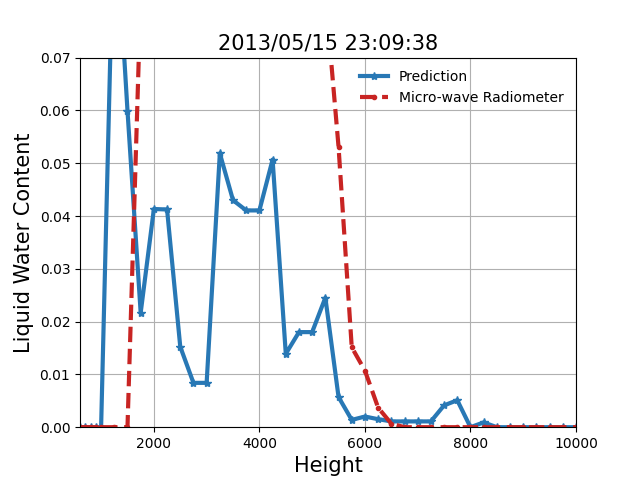 2013/05/15 23:09:38
Prediction
Micro-wave Radiometer
Liquid Water Content
0.07
0.06
0.05
0.04
0.03
0.02
0.01
0.00
2000 4000 6000 8000 10000
Height